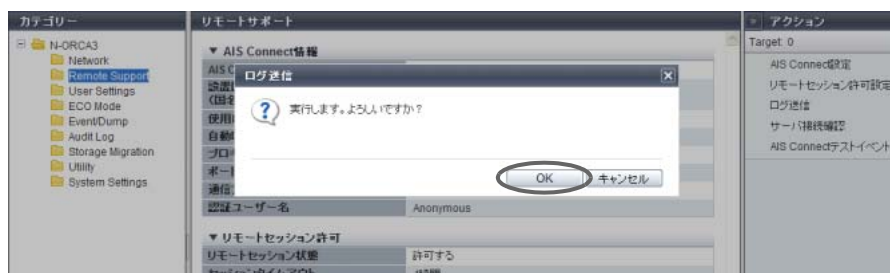 カテゴリー
N-ORCA3
Network
Remote Support
User Settings
ECO Mode
Event/Dump
Audit Log
Storage Migration
Utility
System Settings
リモートサポート
▼ AIS Connect情報
ログ送信
実行します。よろしいですか?
OK
キャンセル
認証ユーザー名 Anonymous
▼ リモートセッション許可
リモートセッション状態 許可する
アクション
Target: 0
AIS Connect設定
リモートセッション許可設定
ログ送信
サーバ接続確認
AIS Connectテストイベント